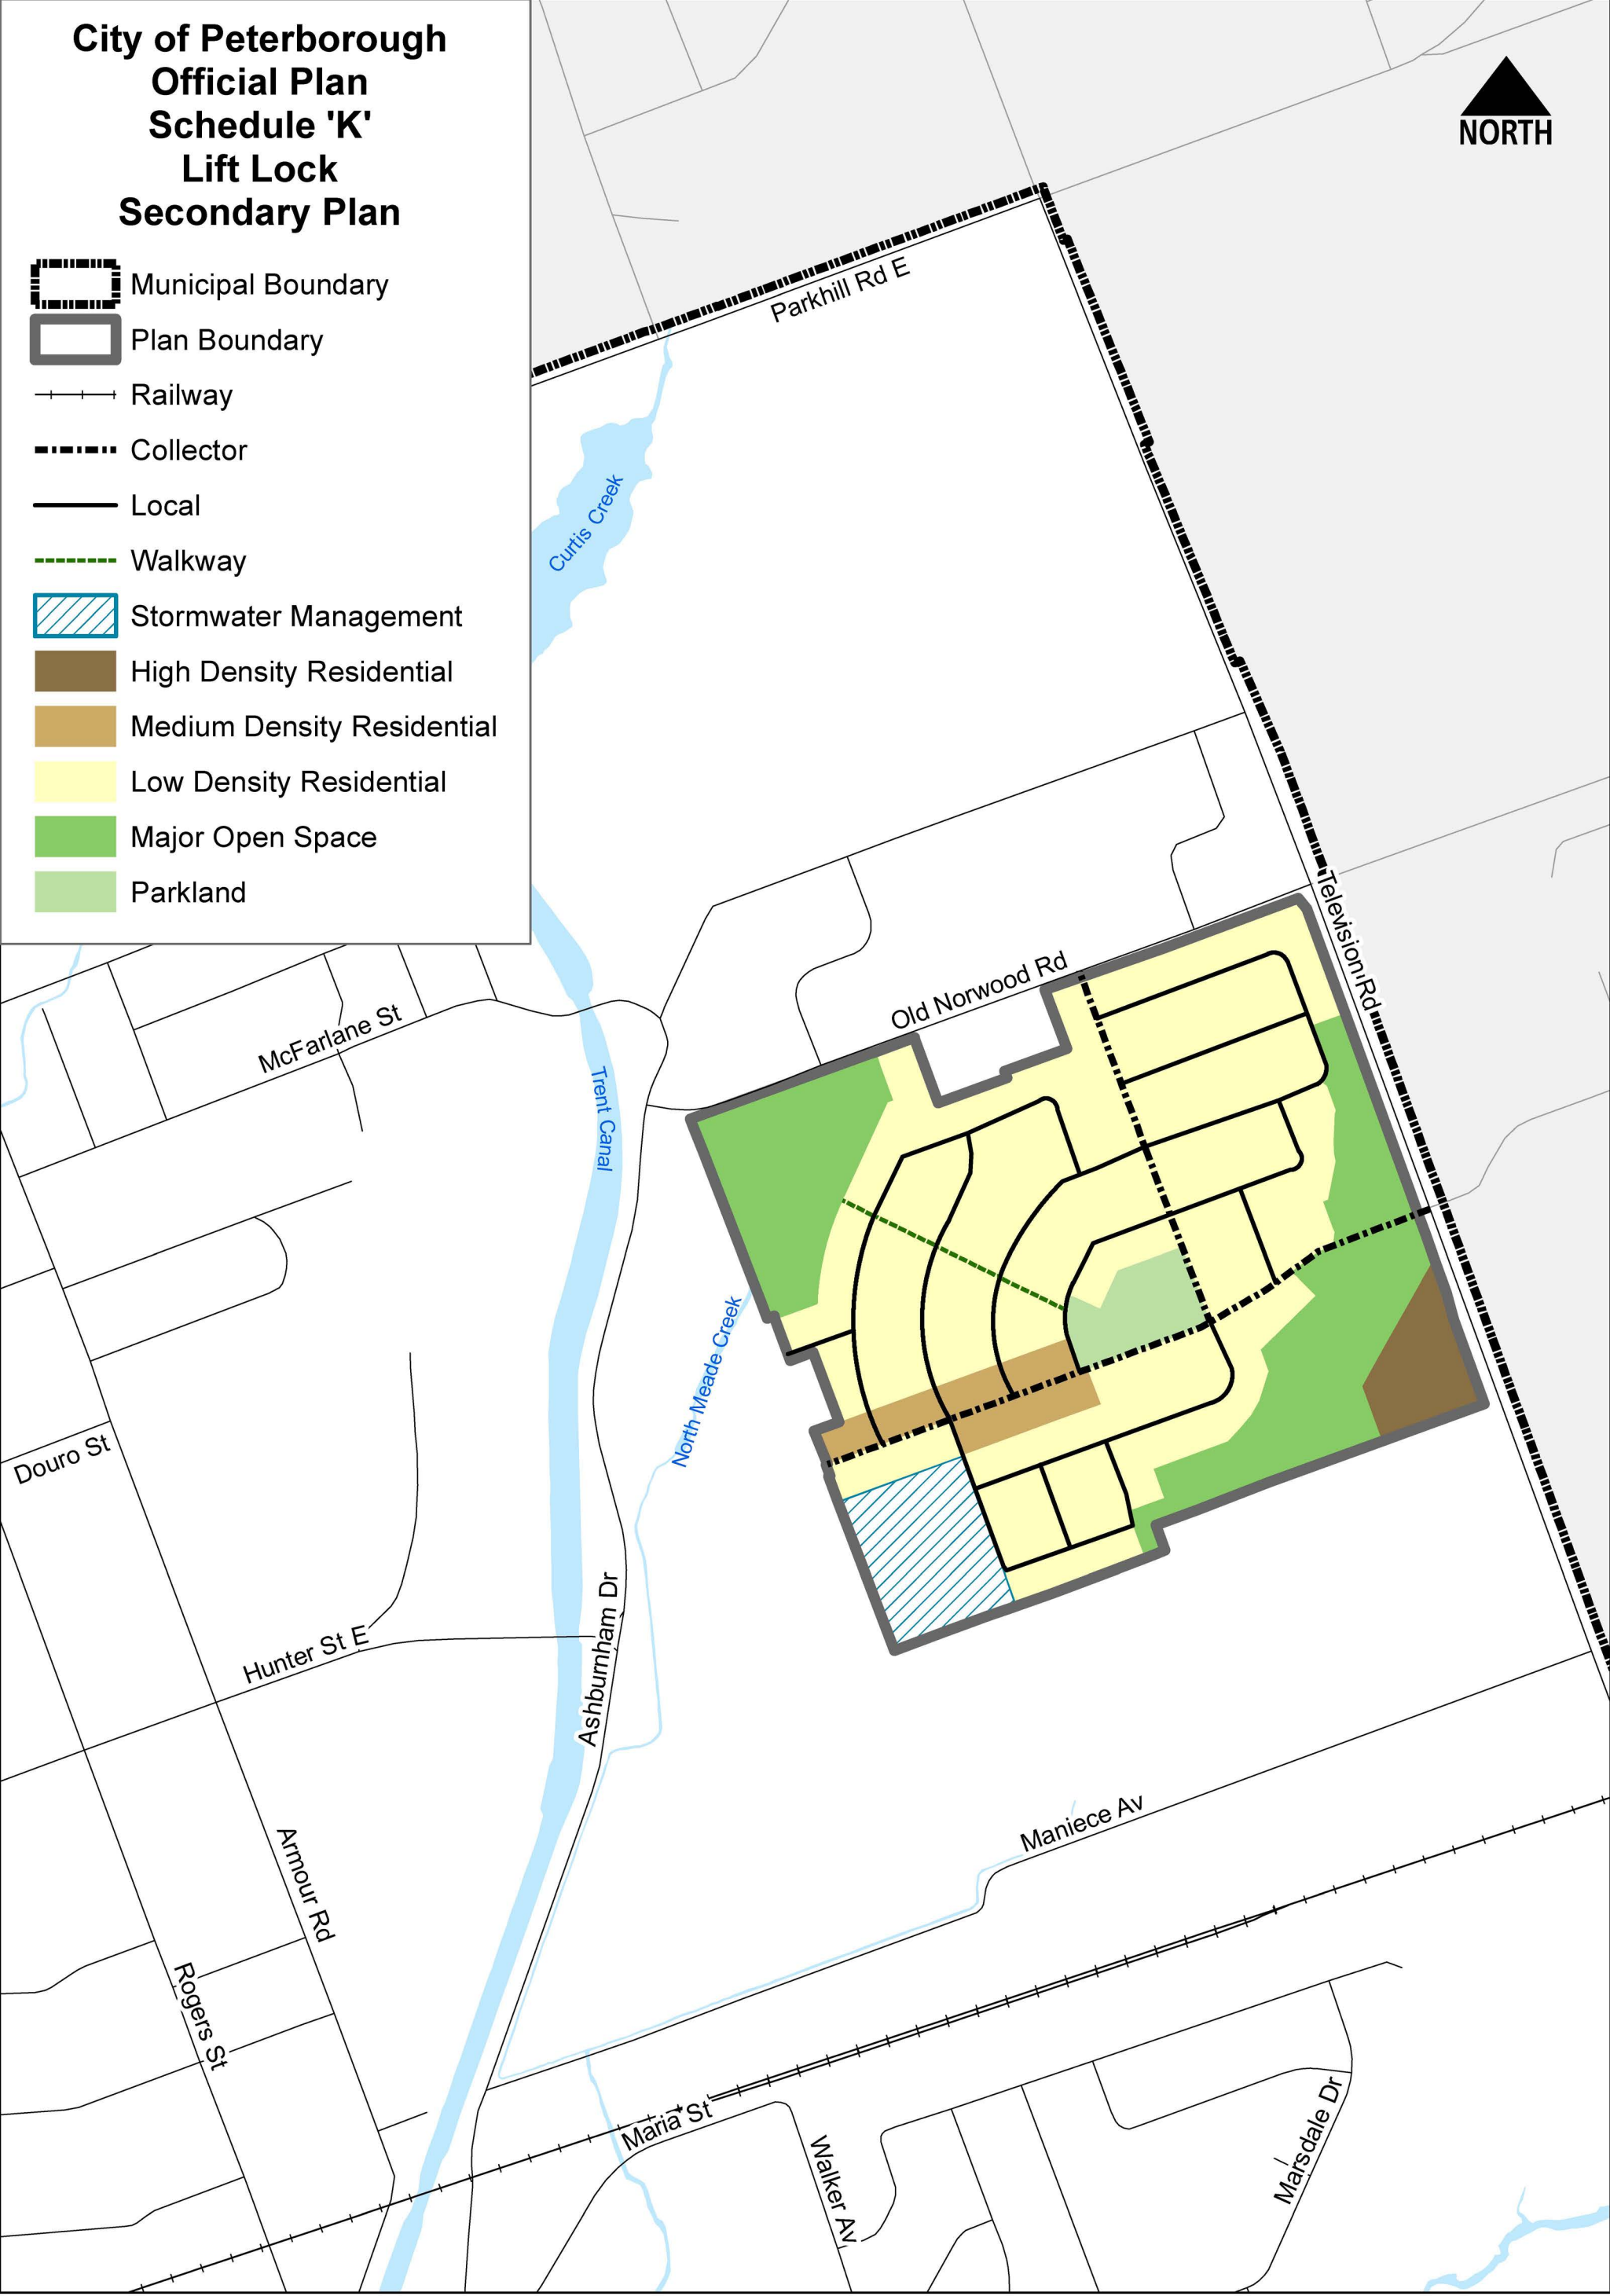 City of Peterborough
Official Plan
Schedule 'K'
Lift Lock
Secondary Plan
Municipal Boundary
Plan Boundary
Railway
Collector
Local
Walkway
Stormwater Management
High Density Residential
Medium Density Residential
Low Density Residential
Major Open Space
Parkland
NORTH
Parkhill Rd E
Curtis Creek
Television Rd
Old Norwood Rd
McFarlane St
Trent Canal
North Meade Creek
Douro St
Ashburnham Dr
Hunter St E
Maniece Av
Armour Rd
Rogers St
Maria St
Walker Av
Marsdale Dr